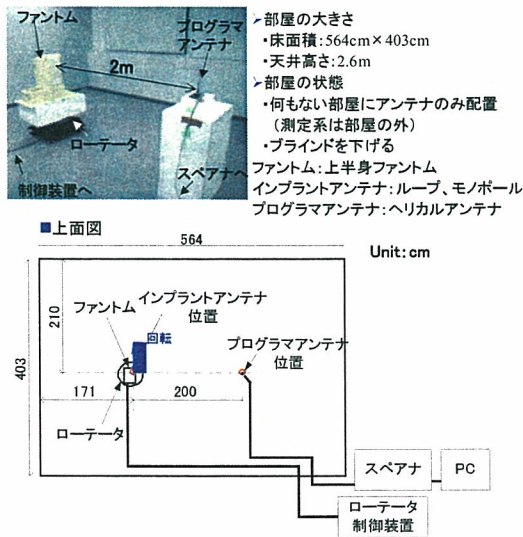 ファントム
プログラマ
アンテナ
2m
ローテータ
制御装置へ
スペアナへ
➢部屋の大きさ
・床面積:564cm×403cm
・天井高さ:2.6m
➢部屋の状態
・何もない部屋にアンテナのみ配置
（測定系は部屋の外）
・ブラインドを下げる
ファントム:上半身ファントム
インプラントアンテナ:ループ、モノポール
プログラマアンテナ:ヘリカルアンテナ
■上面図
564
Unit:cm
403
210
ファントム
インプラントアンテナ
位置
回転
プログラマアンテナ
位置
171
200
ローテータ
スペアナ
PC
ローテータ
制御装置